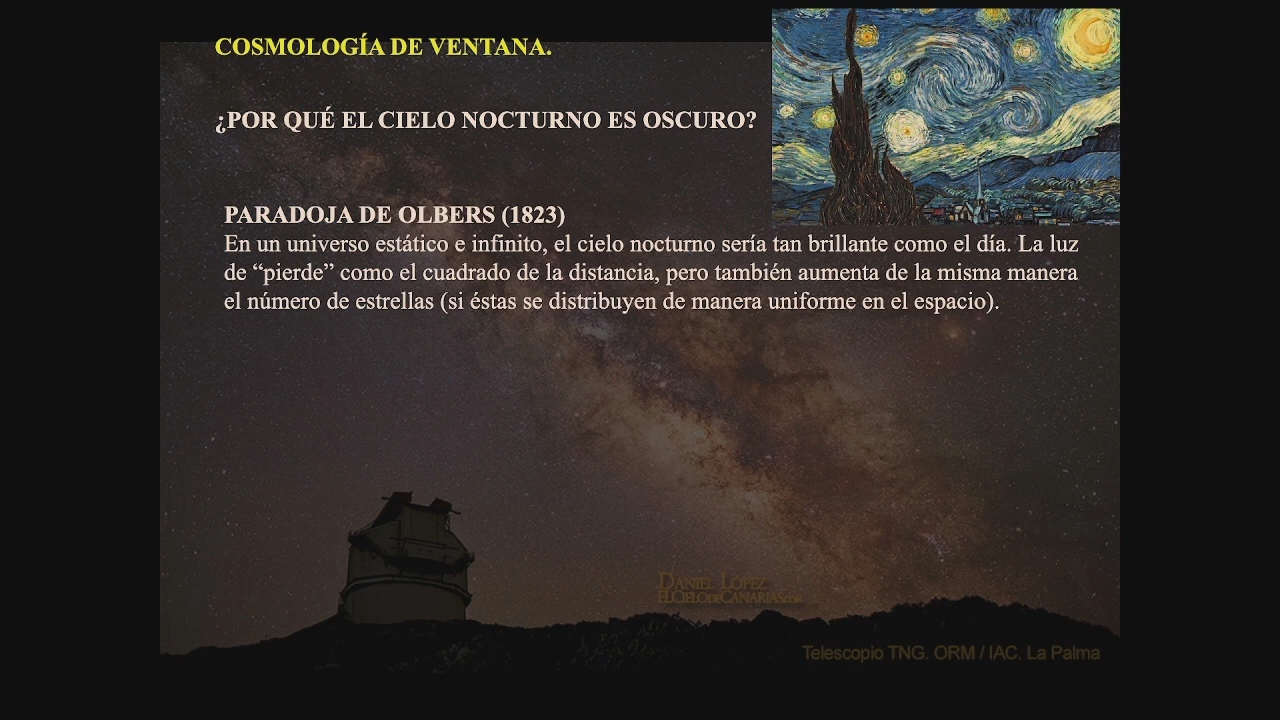 COSMOLOGÍA DE VENTANA.
¿POR QUÉ EL CIELO NOCTURNO ES OSCURO?
PARADOJA DE OLBERS (1823)
En un universo estático e infinito, el cielo nocturno sería tan brillante como el día. La luz
de “pierde” como el cuadrado de la distancia, pero también aumenta de la misma manera
el número de estrellas (si éstas se distribuyen de manera uniforme en el espacio).
DANIEL LÓPEZ
ELCIELODECANARIAS.COM
Telescopio TNG. ORM / IAC. La Palma